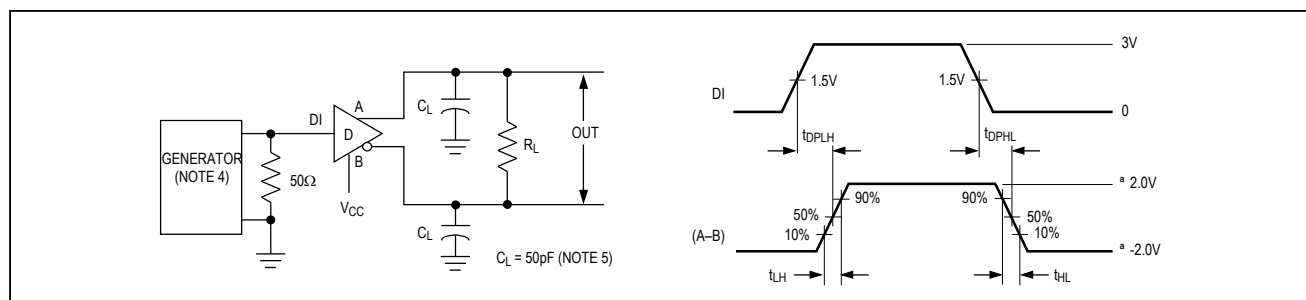 GENERATOR
(NOTE 4)
50Ω
DI
D
A
B
VCC
CL
CL
RL
OUT
CL = 50pF (NOTE 5)
DI
1.5V
1.5V
3V
0
tDPLH
tDPHL
(A–B)
90%
50%
10%
90%
50%
10%
ª 2.0V
ª -2.0V
tLH
tHL